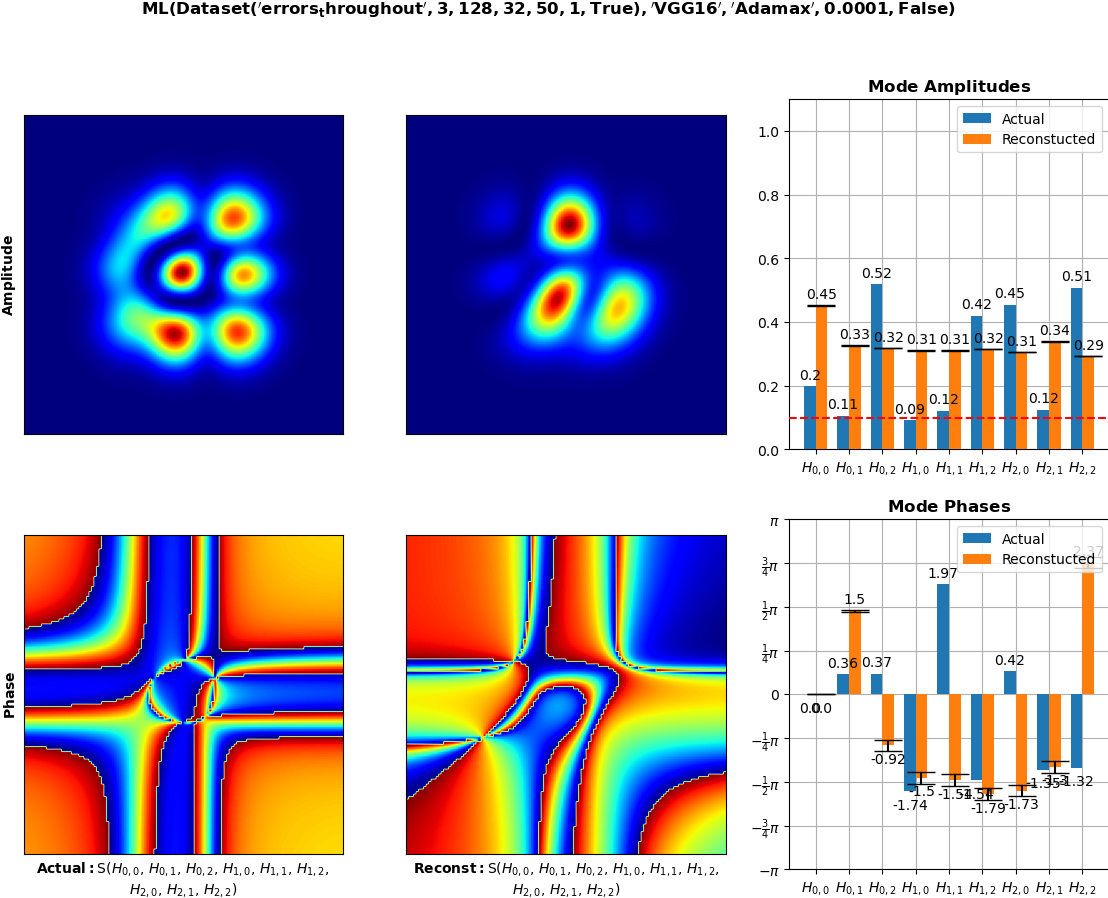 ML(Dataset('errors_throughout', 3, 128, 32, 50, 1, True), 'VGG16', 'Adamax', 0.0001, False)
Amplitude
Mode Amplitudes
Actual
Reconstucted
1.0
0.8
0.6
0.4
0.2
0.0
0.2
0.45
0.11
0.33
0.52
0.32
0.09
0.31
0.12
0.31
0.42
0.32
0.45
0.31
0.12
0.34
0.51
0.29
H0,0 H0,1 H0,2 H1,0 H1,1 H1,2 H2,0 H2,1 H2,2
Phase
Actual: S(H0,0, H0,1, H0,2, H1,0, H1,1, H1,2,
H2,0, H2,1, H2,2)
Reconst: S(H0,0, H0,1, H0,2, H1,0, H1,1, H1,2,
H2,0, H2,1, H2,2)
Mode Phases
Actual
Reconstucted
π
3/4π
1/2π
1/4π
0
−1/4π
−1/2π
−3/4π
−π
0.0
0.0
0.36
1.5
0.37
-0.92
-1.74
-1.5
1.97
-1.54
-1.54
-1.79
0.42
-1.73
-1.35
-1.3
-1.32
2.37
H0,0 H0,1 H0,2 H1,0 H1,1 H1,2 H2,0 H2,1 H2,2